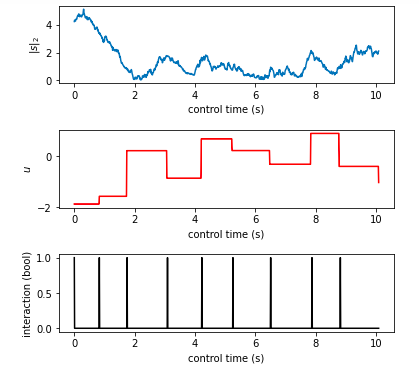 4
2
0
|s|₂
0 2 4 6 8 10
control time (s)
0
−2
u
0 2 4 6 8 10
control time (s)
1.0
0.5
0.0
interaction (bool)
0 2 4 6 8 10
control time (s)